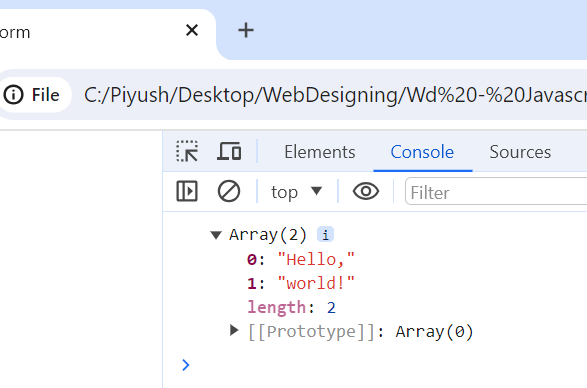 orm
File C:/Piyush/Desktop/WebDesigning/Wd%20-%20Javascr
Elements Console Sources
top Filter
Array(2) i
0: "Hello,"
1: "world!"
length: 2
[[Prototype]]: Array(0)